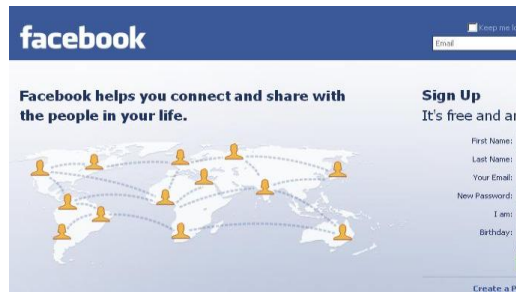 facebook
Keep me l
Email
Facebook helps you connect and share with
the people in your life.
Sign Up
It's free and a
First Name:
Last Name:
Your Email:
New Password:
I am:
Birthday:
Create a P